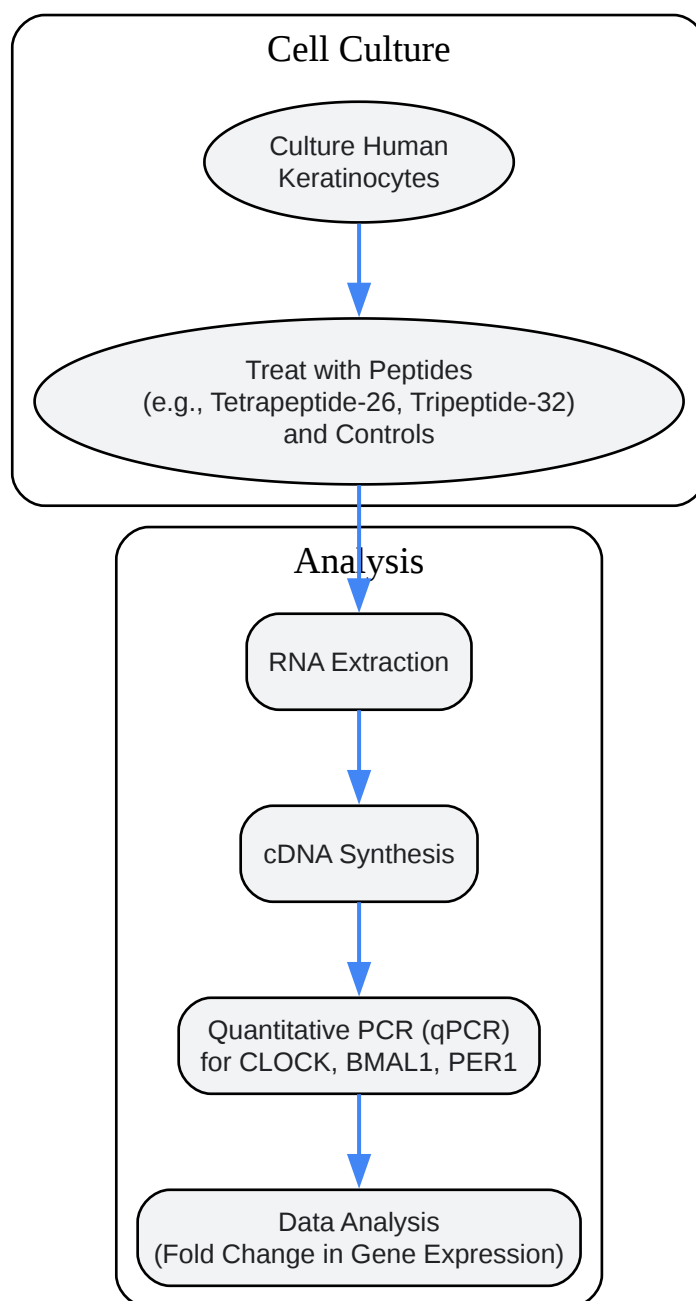 Cell Culture
Culture Human
Keratinocytes
Treat with Peptides
(e.g., Tetrapeptide-26, Tripeptide-32)
and Controls
Analysis
RNA Extraction
cDNA Synthesis
Quantitative PCR (qPCR)
for CLOCK, BMAL1, PER1
Data Analysis
(Fold Change in Gene Expression)